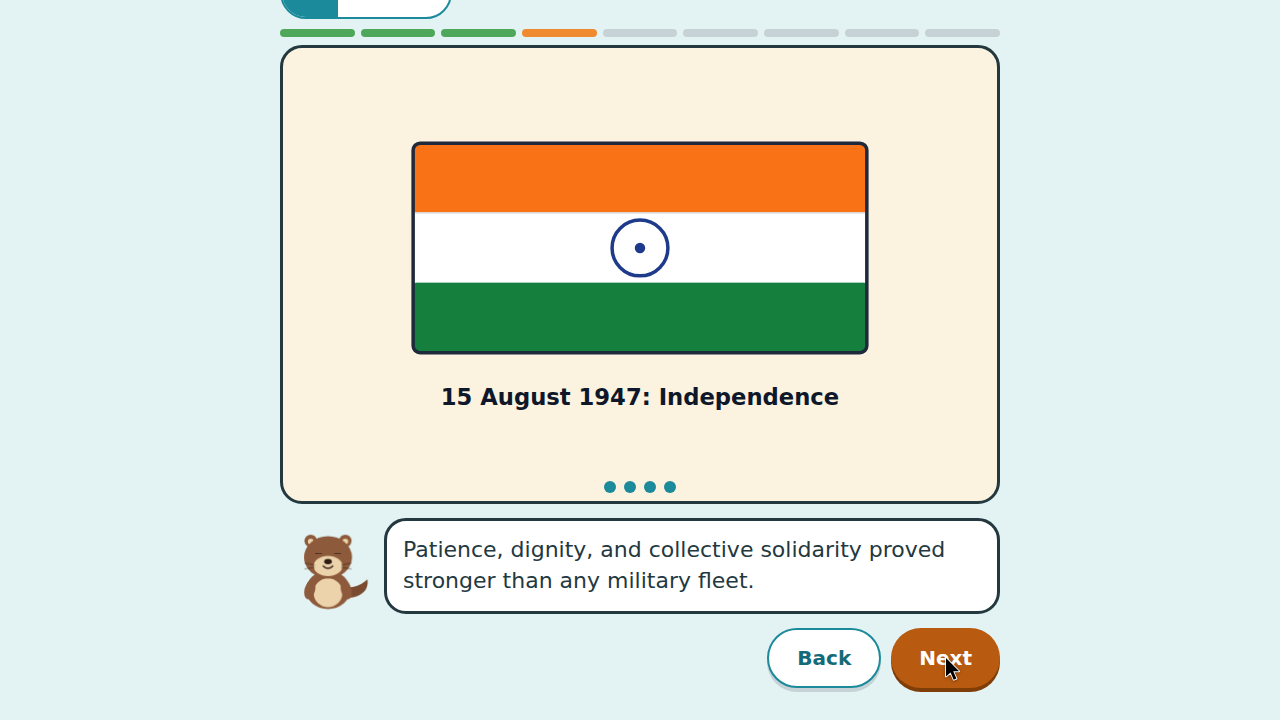 15 August 1947: Independence
Patience, dignity, and collective solidarity proved
stronger than any military fleet.
Back
Next